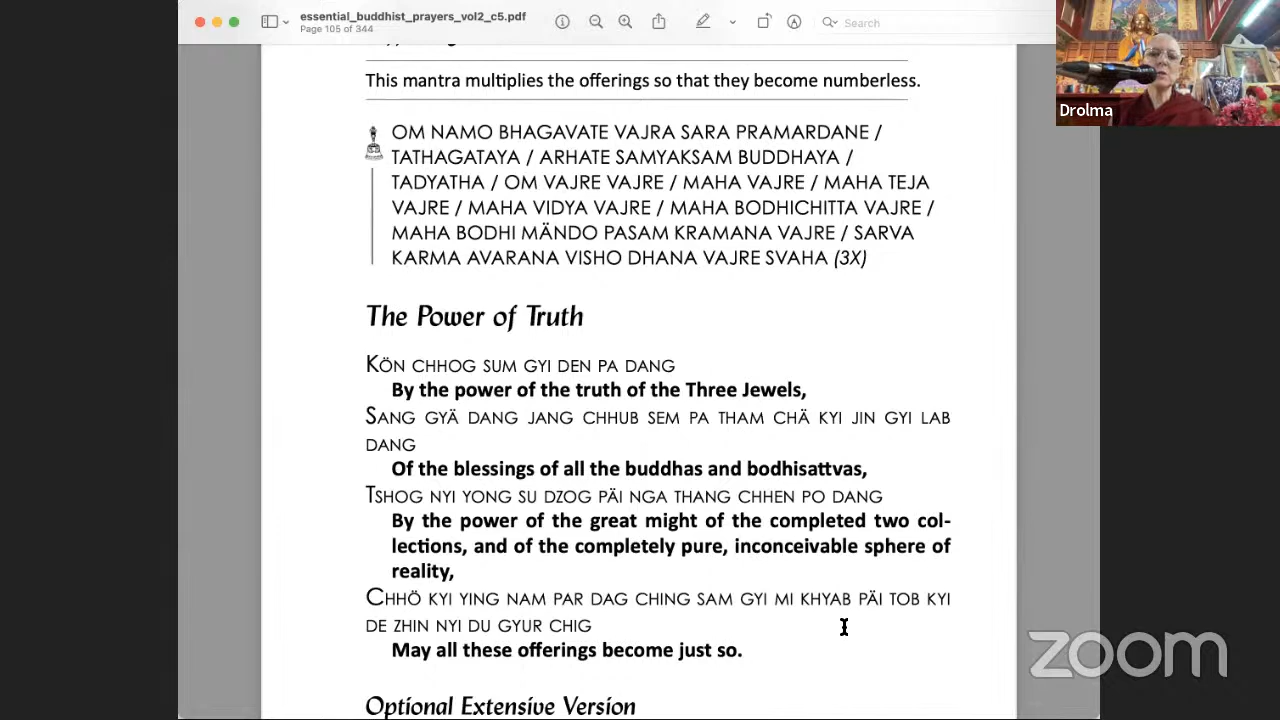 essential_buddhist_prayers_vol2_c5.pdf
Page 105 of 344
Search
Drolma
This mantra multiplies the offerings so that they become numberless.
OM NAMO BHAGAVATE VAJRA SARA PRAMARDANE /
TATHAGATAYA / ARHATE SAMYAKSAM BUDDHAYA /
TADYATHA / OM VAJRE VAJRE / MAHA VAJRE / MAHA TEJA
VAJRE / MAHA VIDYA VAJRE / MAHA BODHICHITTA VAJRE /
MAHA BODHI MÄNDO PASAM KRAMANA VAJRE / SARVA
KARMA AVARANA VISHO DHANA VAJRE SVAHA (3X)
The Power of Truth
KÖN CHHOG SUM GYI DEN PA DANG
By the power of the truth of the Three Jewels,
SANG GYÄ DANG JANG CHHUB SEM PA THAM CHÄ KYI JIN GYI LAB
DANG
Of the blessings of all the buddhas and bodhisattvas,
TSHOG NYI YONG SU DZOG PÄI NGA THANG CHHEN PO DANG
By the power of the great might of the completed two col-
lections, and of the completely pure, inconceivable sphere of
reality,
CHHÖ KYI YING NAM PAR DAG CHING SAM GYI MI KHYAB PÄI TOB KYI
DE ZHIN NYI DU GYUR CHIG
May all these offerings become just so.
Optional Extensive Version
zoom